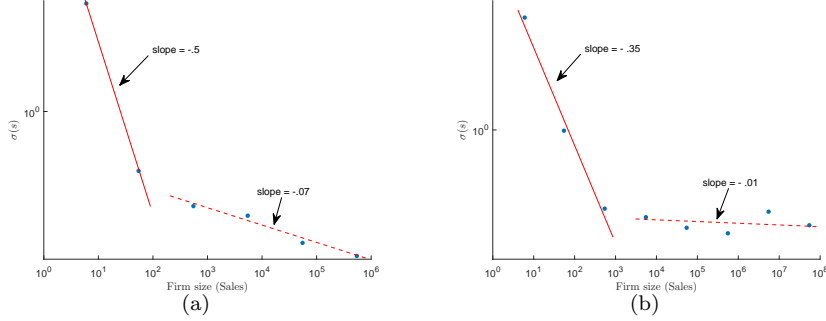 slope = -.5
10^0
σ(s)
slope = -.07
10^0 10^1 10^2 10^3 10^4 10^5 10^6
Firm size (Sales)
(a)
slope = - .35
10^0
σ(s)
slope = - .01
10^0 10^1 10^2 10^3 10^4 10^5 10^6 10^7 10^8
Firm size (Sales)
(b)